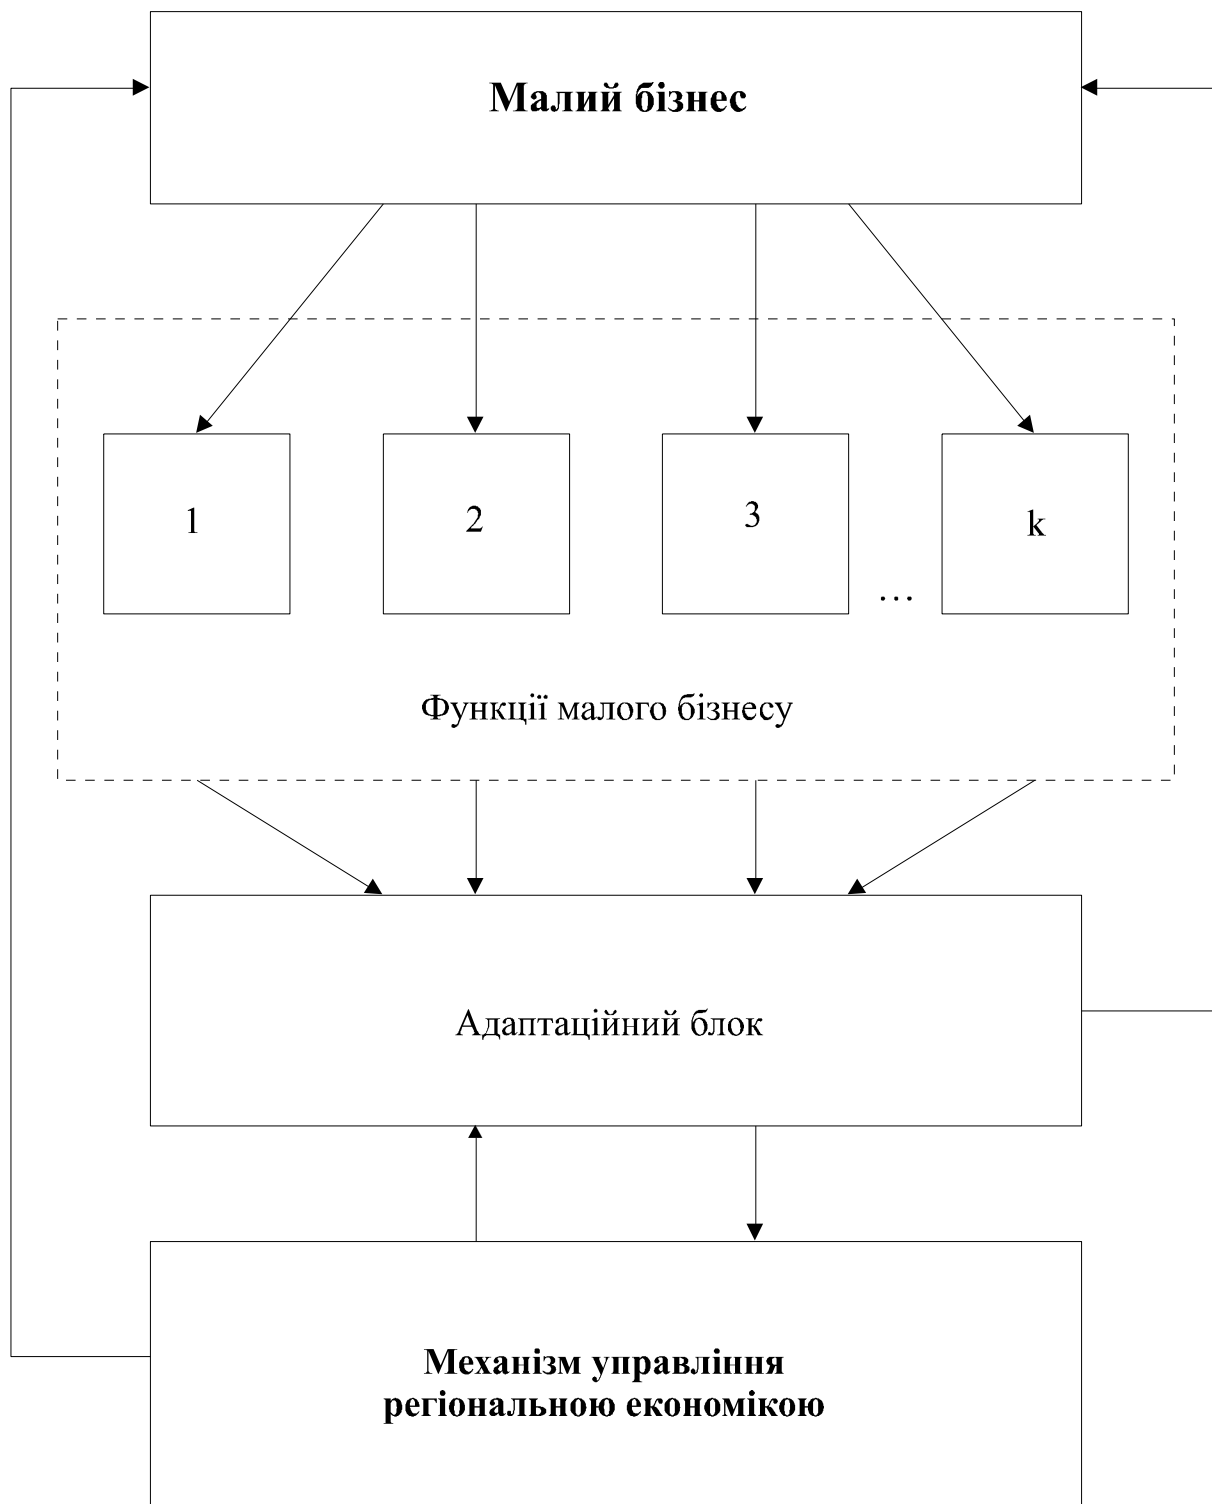 Малий бізнес
1
2
3
…
k
Функції малого бізнесу
Адаптаційний блок
Механізм управління
регіональною економікою